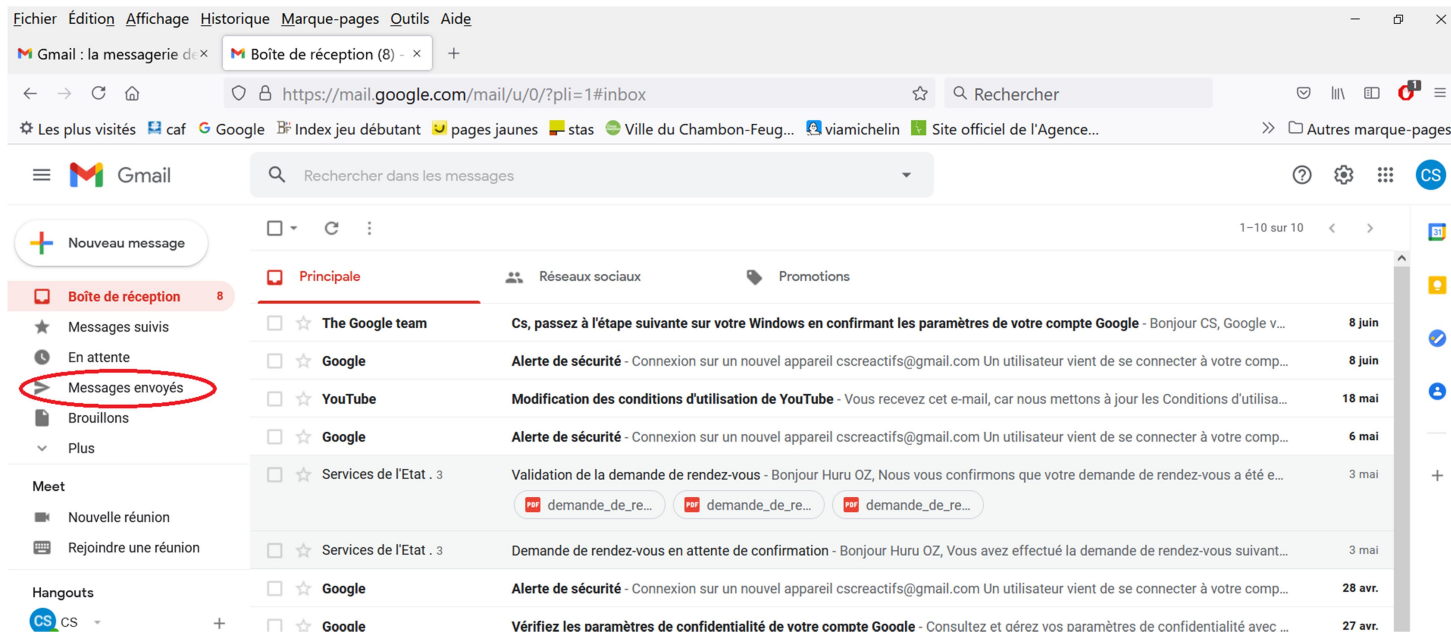 Fichier Édition Affichage Historique Marque-pages Outils Aide
Gmail : la messagerie de
Boîte de réception (8) -
https://mail.google.com/mail/u/0/?pli=1#inbox
Rechercher
1
Les plus visités caf Google Index jeu débutant pages jaunes stas Ville du Chambon-Feug... viamichelin Site officiel de l'Agence... Autres marque-pages
Gmail
Rechercher dans les messages
CS
Nouveau message
1–10 sur 10
31
Principale Réseaux sociaux Promotions
Boîte de réception 8
Messages suivis
En attente
Messages envoyés
Brouillons
Plus
Meet
Nouvelle réunion
Rejoindre une réunion
Hangouts
CS CS
The Google team Cs, passez à l'étape suivante sur votre Windows en confirmant les paramètres de votre compte Google - Bonjour CS, Google v... 8 juin
Google Alerte de sécurité - Connexion sur un nouvel appareil cscreactifs@gmail.com Un utilisateur vient de se connecter à votre comp... 8 juin
YouTube Modification des conditions d'utilisation de YouTube - Vous recevez cet e-mail, car nous mettons à jour les Conditions d'utilisa... 18 mai
Google Alerte de sécurité - Connexion sur un nouvel appareil cscreactifs@gmail.com Un utilisateur vient de se connecter à votre comp... 6 mai
Services de l'Etat . 3 Validation de la demande de rendez-vous - Bonjour Huru OZ, Nous vous confirmons que votre demande de rendez-vous a été e... 3 mai
PDF demande_de_re... PDF demande_de_re... PDF demande_de_re...
Services de l'Etat . 3 Demande de rendez-vous en attente de confirmation - Bonjour Huru OZ, Vous avez effectué la demande de rendez-vous suivant... 3 mai
Google Alerte de sécurité - Connexion sur un nouvel appareil cscreactifs@gmail.com Un utilisateur vient de se connecter à votre comp... 28 avr.
Google Vérifiez les paramètres de confidentialité de votre compte Google - Consultez et gérez vos paramètres de confidentialité avec ... 27 avr.